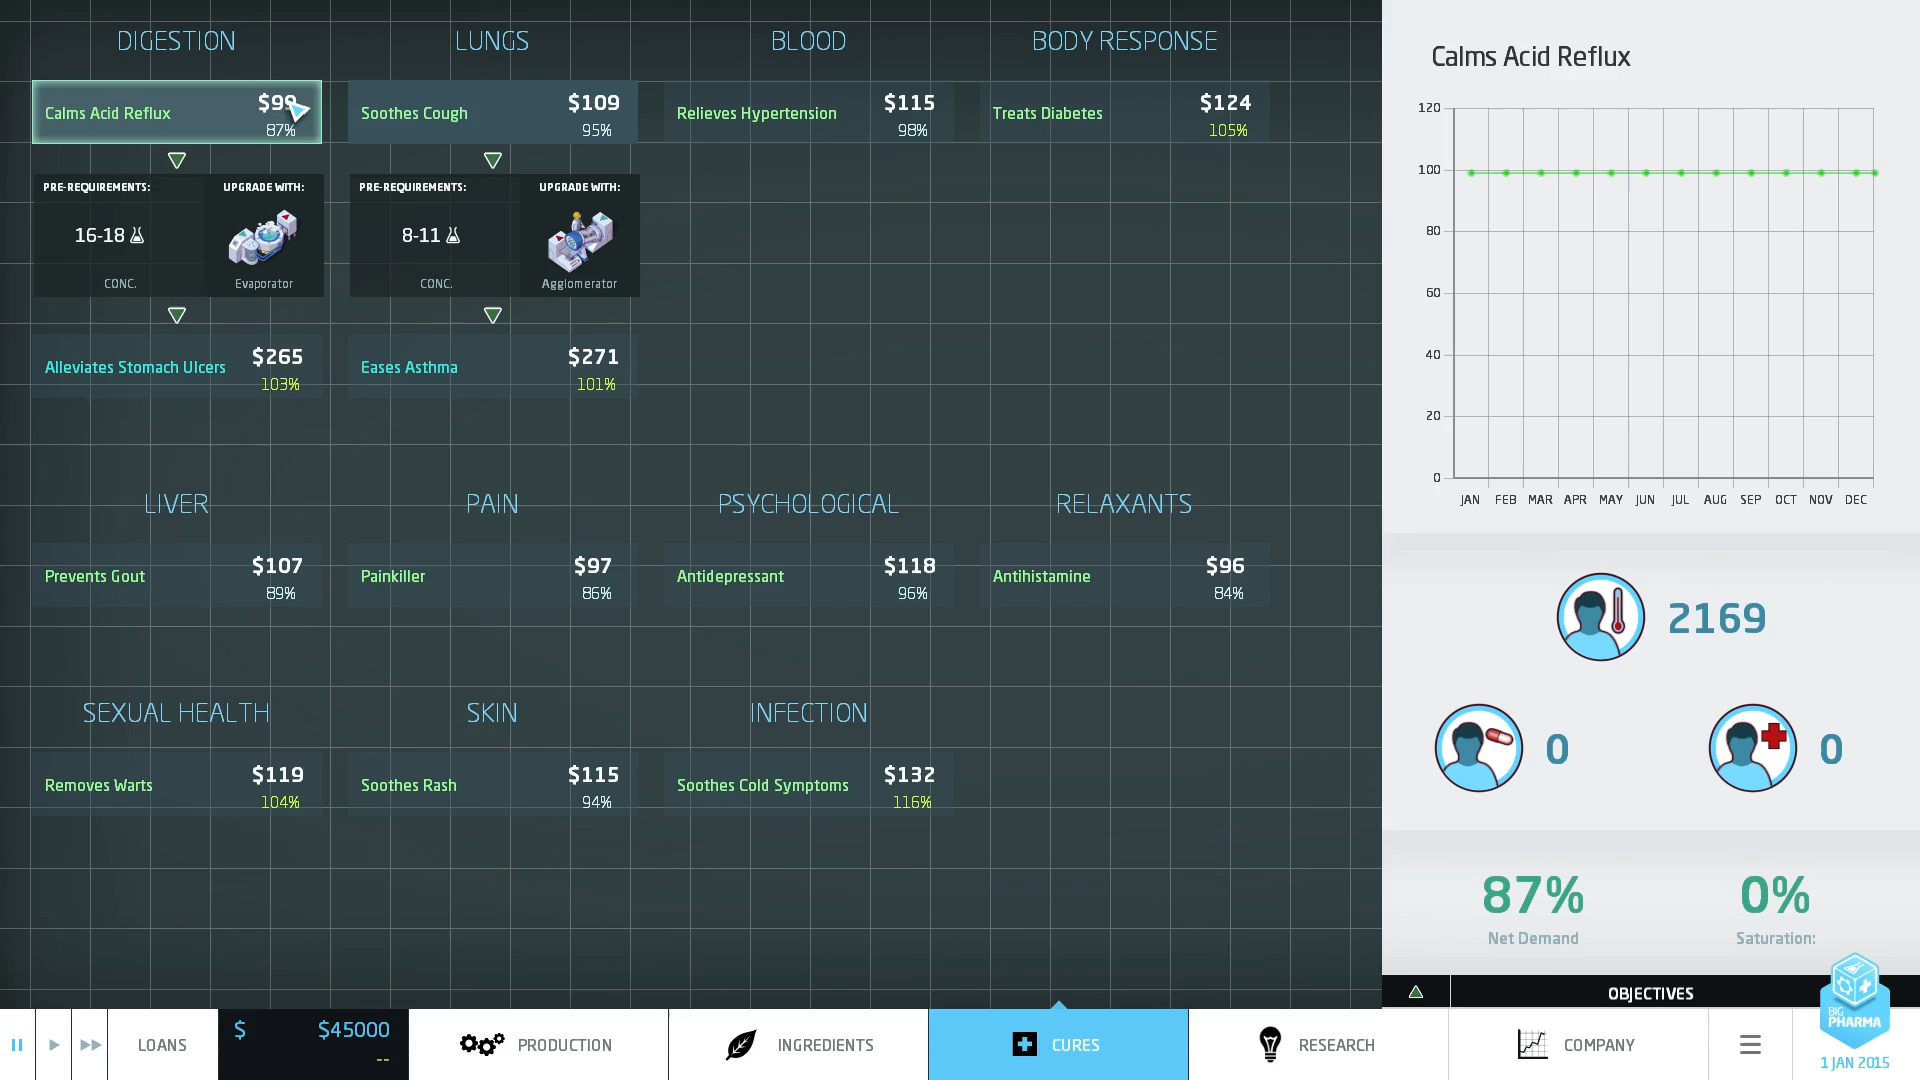 DIGESTION
LUNGS
BLOOD
BODY RESPONSE
Calms Acid Reflux
$99
87%
Soothes Cough
$109
95%
Relieves Hypertension
$115
98%
Treats Diabetes
$124
105%
PRE-REQUIREMENTS:
UPGRADE WITH:
16-18
CONC.
Evaporator
PRE-REQUIREMENTS:
UPGRADE WITH:
8-11
CONC.
Agglomerator
Alleviates Stomach Ulcers
$265
103%
Eases Asthma
$271
101%
LIVER
PAIN
PSYCHOLOGICAL
RELAXANTS
Prevents Gout
$107
89%
Painkiller
$97
86%
Antidepressant
$118
96%
Antihistamine
$96
84%
SEXUAL HEALTH
SKIN
INFECTION
Removes Warts
$119
104%
Soothes Rash
$115
94%
Soothes Cold Symptoms
$132
116%
Calms Acid Reflux
120
100
80
60
40
20
0
JAN FEB MAR APR MAY JUN JUL AUG SEP OCT NOV DEC
2169
0
0
87%
Net Demand
0%
Saturation:
OBJECTIVES
LOANS
$ $45000
--
PRODUCTION
INGREDIENTS
CURES
RESEARCH
COMPANY
BIG
PHARMA
1 JAN 2015